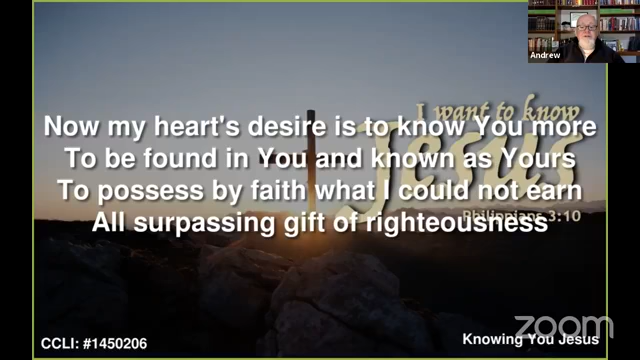 Andrew
I want to know
Jesus
Philippians 3:10
Now my heart's desire is to know You more
To be found in You and known as Yours
To possess by faith what I could not earn
All surpassing gift of righteousness
CCLI: #1450206
Knowing You Jesus
zoom